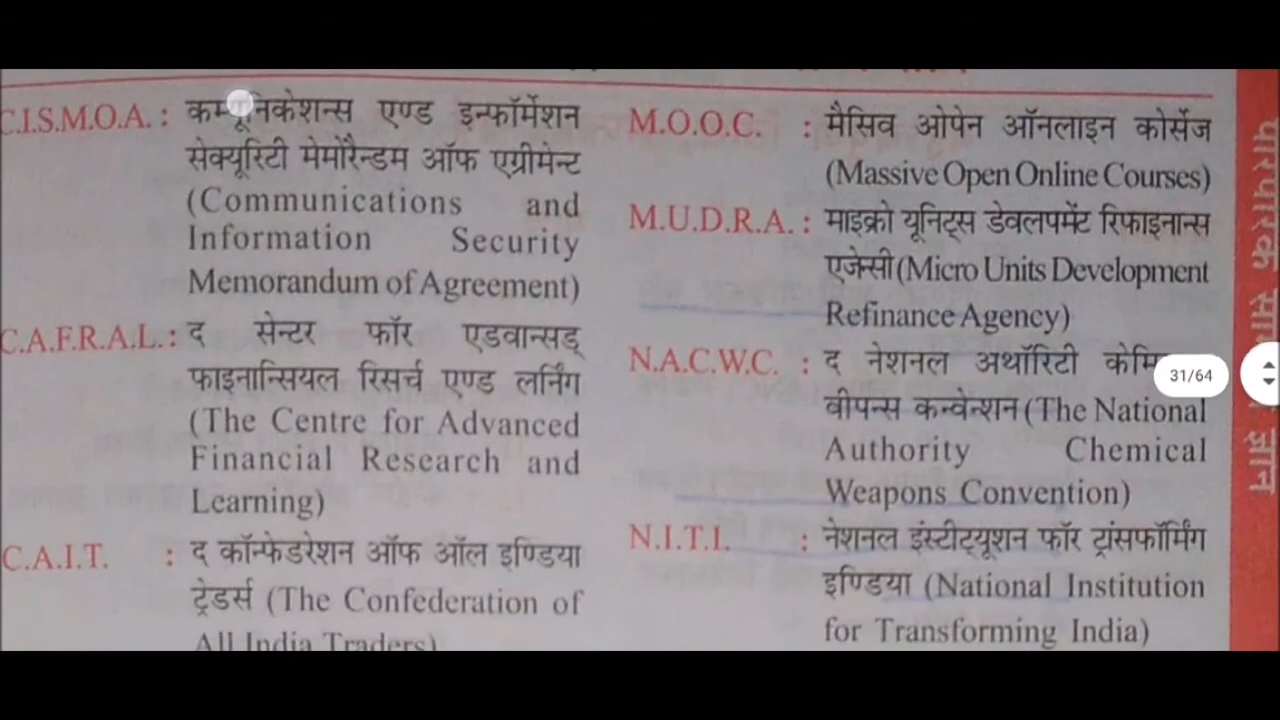 C.I.S.M.O.A. : कम्यूनिकेशन्स एण्ड इन्फॉर्मेशन
सेक्यूरिटी मेमोरैन्डम ऑफ एग्रीमेन्ट
(Communications and
Information Security
Memorandum of Agreement)
C.A.F.R.A.L. : द सेन्टर फॉर एडवान्सड्
फाइनान्सियल रिसर्च एण्ड लर्निंग
(The Centre for Advanced
Financial Research and
Learning)
C.A.I.T. : द कॉन्फेडरेशन ऑफ ऑल इण्डिया
ट्रेडर्स (The Confederation of
All India Traders)
M.O.O.C. : मैसिव ओपेन ऑनलाइन कोर्सेज
(Massive Open Online Courses)
M.U.D.R.A. : माइक्रो यूनिट्स डेवलपमेंट रिफाइनान्स
एजेन्सी (Micro Units Development
Refinance Agency)
N.A.C.W.C. : द नेशनल अथॉरिटी
वीपन्स कन्वेन्शन (The National
Authority Chemical
Weapons Convention)
N.I.T.I. : नेशनल इंस्टीट्यूशन फॉर ट्रांसफॉर्मिंग
इण्डिया (National Institution
for Transforming India)
31/64
पारंपरिक ज्ञान